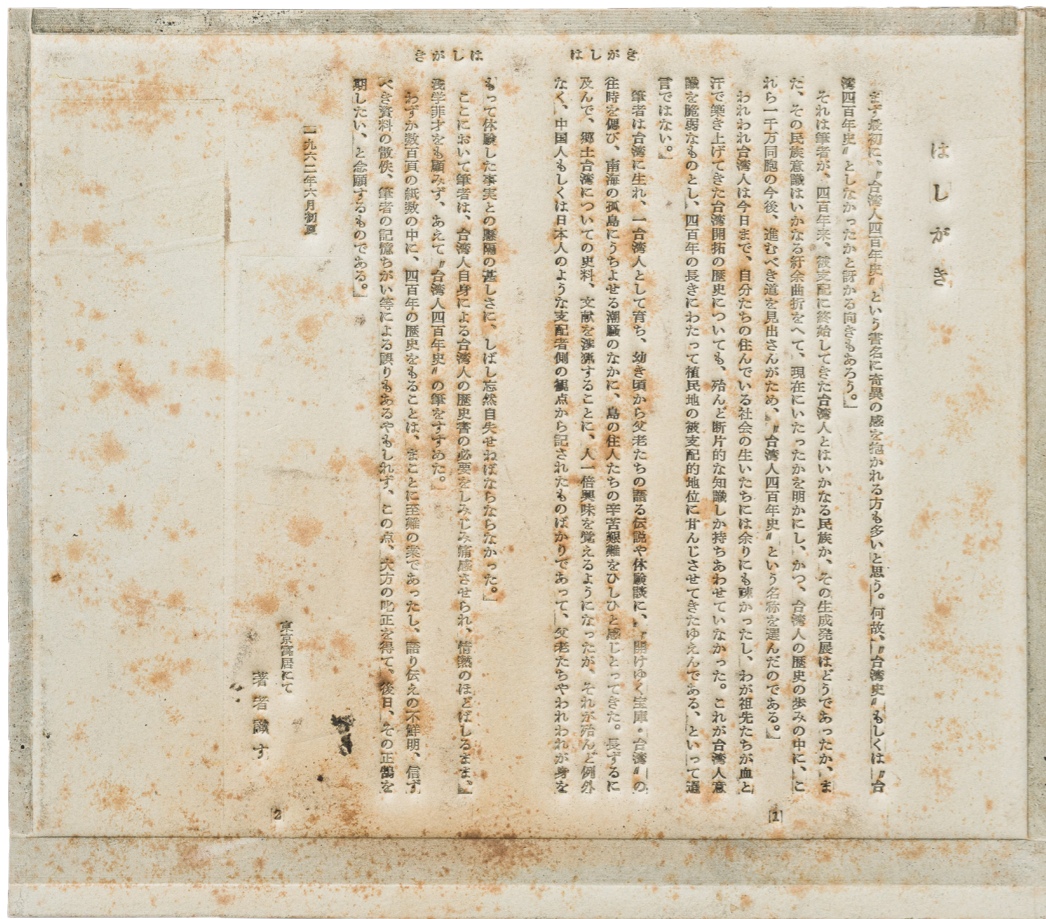 はしがき
はしがき
まず最初に、〝台湾人四百年史〟という書名に奇異の感を抱かれる方も多いと思う。何故、〝台湾史〟もしくは〝台
湾四百年史〟としなかったかと訝かる向きもあろう。
それは筆者が、四百年来、被支配に終始してきた台湾人とはいかなる民族か、その生成発展はどうであったか、ま
た、その民族意識はいかなる紆余曲折をへて、現在にいたったかを明かにし、かつ、台湾人の歴史の歩みの中に、こ
れら一千万同胞の今後、進むべき道を見出さんがため、〝台湾人四百年史〟という名称を選んだのである。
われわれ台湾人は今日まで、自分たちの住んでいる社会の生いたちには余りにも疎かったし、わが祖先たちが血と
汗で築き上げてきた台湾開拓の歴史についても、殆んど断片的な知識しか持ちあわせていなかった。これが台湾人意
識を脆弱なものとし、四百年の長きにわたって植民地の被支配的地位に甘んじさせてきたゆえんである、といって過
言ではない。
筆者は台湾に生れ、一台湾人として育ち、幼き頃から父老たちの語る伝説や体験談に、〝開けゆく宝庫・台湾〟の
往時を偲び、南海の孤島にうちよせる潮騒のなかに、島の住人たちの辛苦艱難をひしひと感じとってきた。長ずるに
及んで、郷土台湾についての史料、文献を渉猟することに、人一倍興味を覚えるようになったが、それが殆んど例外
なく、中国人もしくは日本人のような支配者側の観点から記されたものばかりであって、父老たちやわれわれが身を
[1]
はしがき
もって体験した事実との懸隔の甚しさに、しばし忘然自失せねばならならなかった。
ここにおいて筆者は、台湾人自身による台湾人の歴史書の必要をしみじみ痛感させられ、情熱のほどばしるまま、
浅学菲才をも顧みず、あえて〝台湾人四百年史〟の筆をすすめた。
わずか数百頁の紙数の中に、四百年の歴史をもることは、まことに至難の業であったし、語り伝えの不鮮明、信ず
べき資料の散佚、筆者の記憶ちがい等による誤りもあるやもしれず、この点、大方の叱正を得て、後日、その正鵠を
期したい、と念願するものである。
一九六二年六月初夏
東京寓居にて
著者識す
2